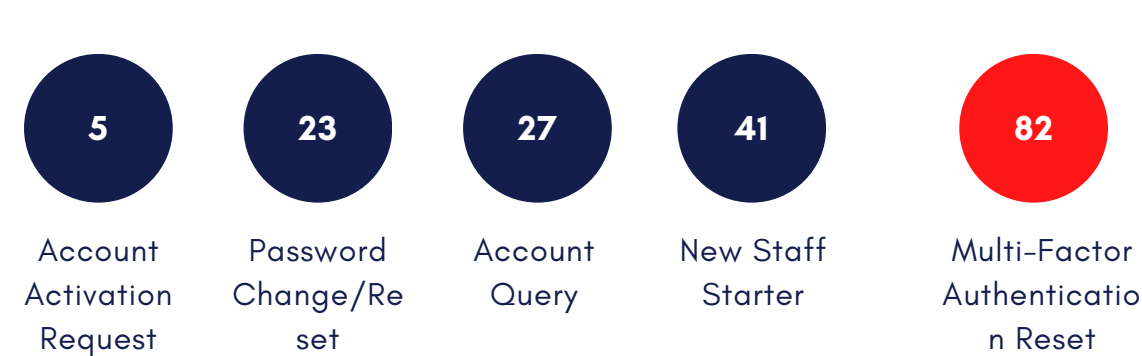 5
23
27
41
82
Account
Activation
Request
Password
Change/Re
set
Account
Query
New Staff
Starter
Multi-Factor
Authenticatio
n Reset